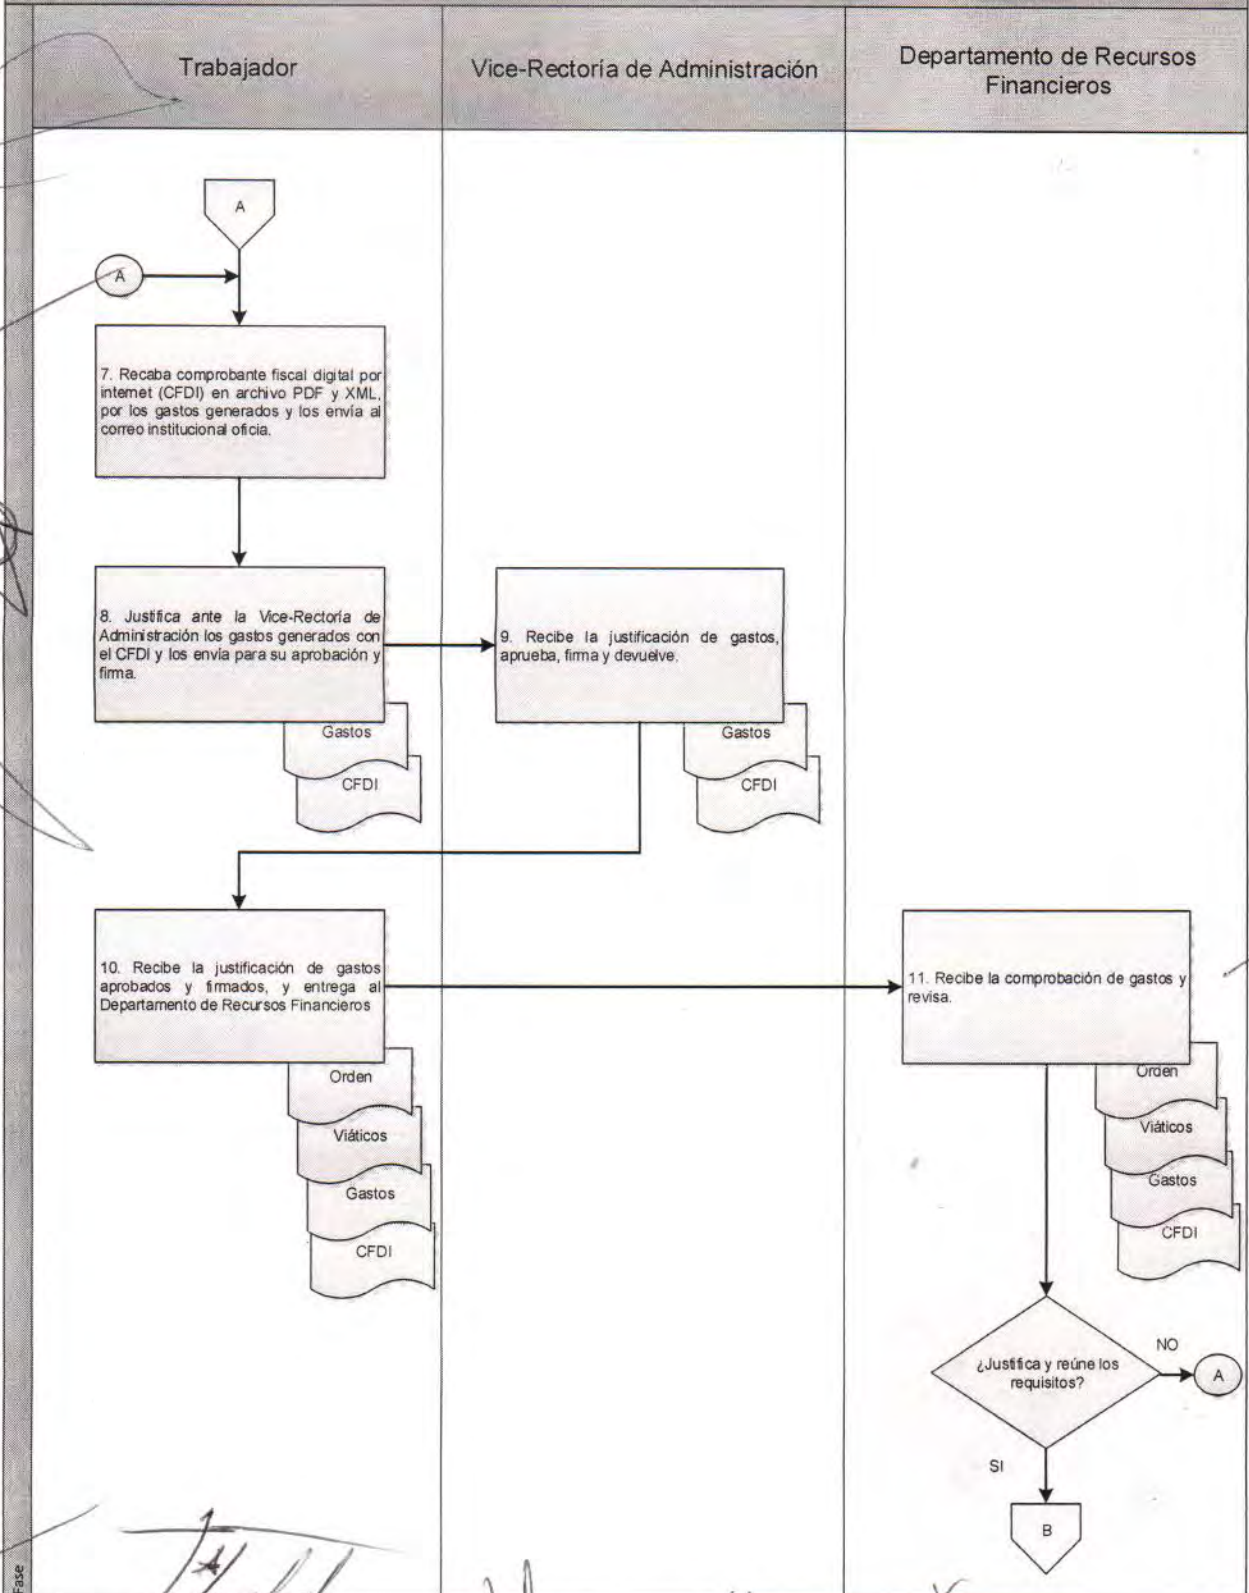 Trabajador
Vice-Rectoría de Administración
Departamento de Recursos
Financieros
A
A
7. Recaba comprobante fiscal digital por
internet (CFDI) en archivo PDF y XML,
por los gastos generados y los envía al
correo institucional oficia.
8. Justifica ante la Vice-Rectoría de
Administración los gastos generados con
el CFDI y los envía para su aprobación y
firma.
Gastos
CFDI
9. Recibe la justificación de gastos,
aprueba, firma y devuelve.
Gastos
CFDI
10. Recibe la justificación de gastos
aprobados y firmados, y entrega al
Departamento de Recursos Financieros
Orden
Viáticos
Gastos
CFDI
11. Recibe la comprobación de gastos y
revisa.
Orden
Viáticos
Gastos
CFDI
¿Justifica y reúne los
requisitos?
NO
A
SI
B
Fase